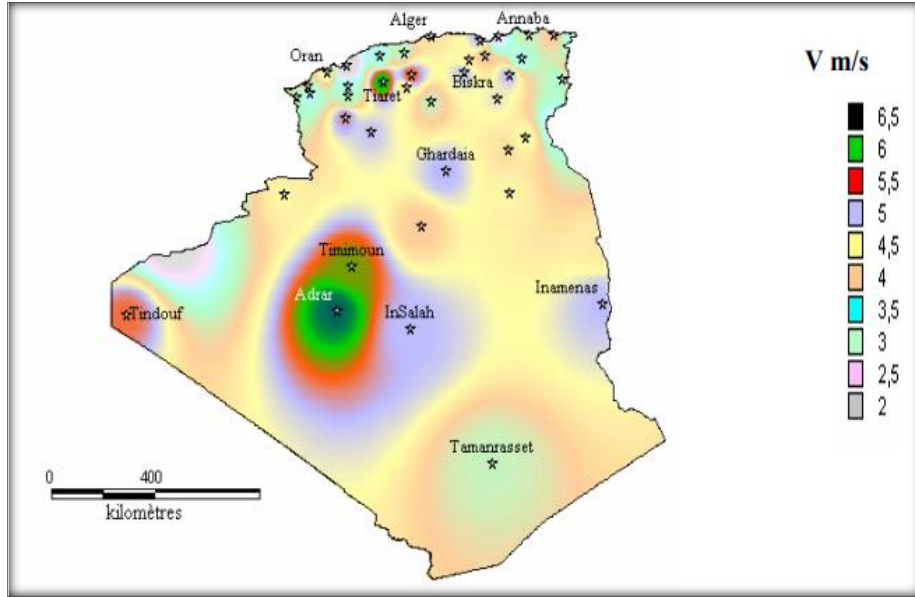 Alger
Annaba
Oran
V m/s
Tiaret
Biskra
6,5
6
5,5
5
4,5
4
3,5
3
2,5
2
Ghardaia
Timimoun
Adrar
InSalah
Inamenas
Tindouf
Tamanrasset
0 400
kilomètres